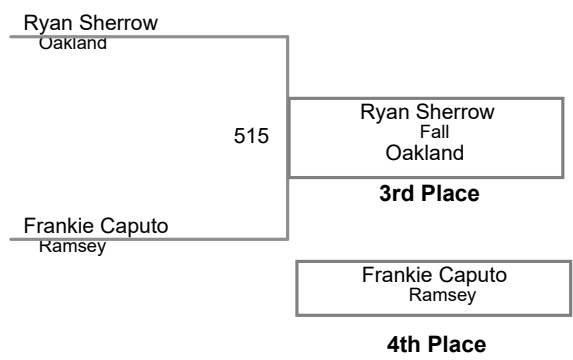 Ryan Sherrow
Oakland
515
Ryan Sherrow
Fall
Oakland
3rd Place
Frankie Caputo
Ramsey
Frankie Caputo
Ramsey
4th Place